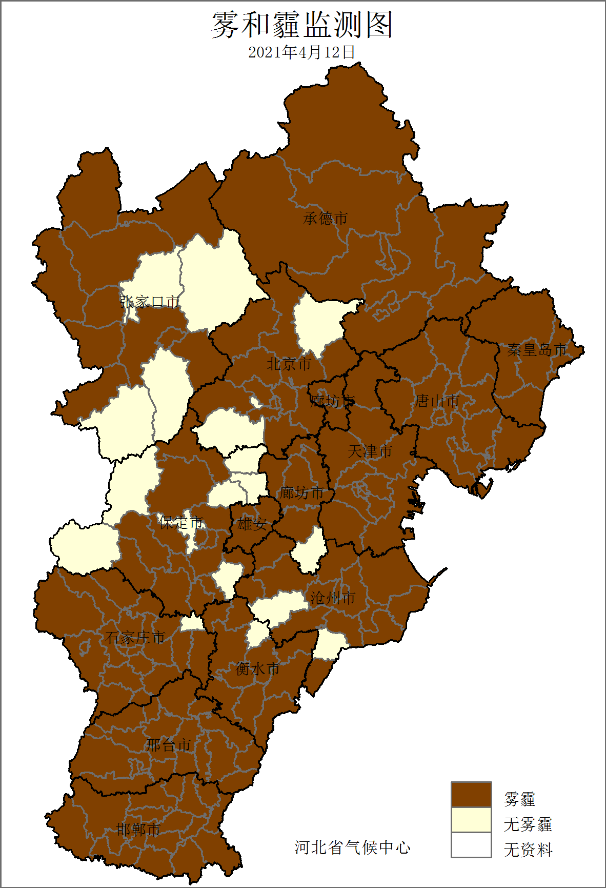 雾和霾监测图
2021年4月12日
承德市
张家口市
秦皇岛市
北京市
廊坊市
唐山市
天津市
廊坊市
保定市
雄安
沧州市
石家庄市
衡水市
邢台市
邯郸市
雾霾
无雾霾
无资料
河北省气候中心